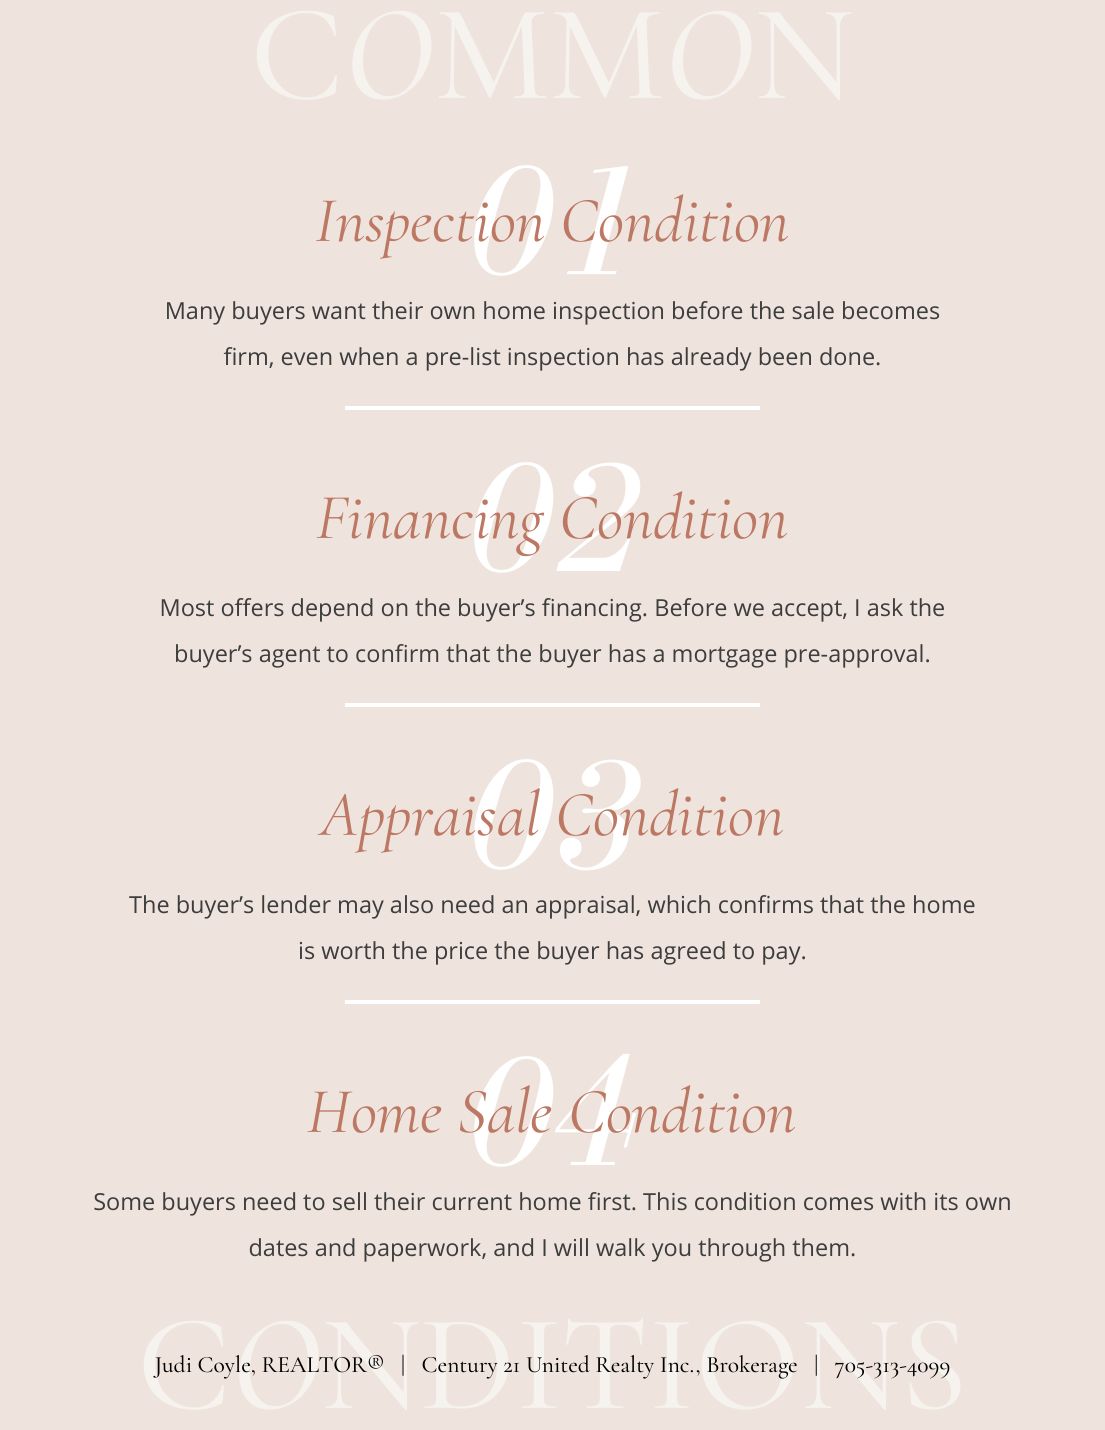 COMMON
01
Inspection Condition
Many buyers want their own home inspection before the sale becomes
firm, even when a pre-list inspection has already been done.
02
Financing Condition
Most offers depend on the buyer’s financing. Before we accept, I ask the
buyer’s agent to confirm that the buyer has a mortgage pre-approval.
03
Appraisal Condition
The buyer’s lender may also need an appraisal, which confirms that the home
is worth the price the buyer has agreed to pay.
04
Home Sale Condition
Some buyers need to sell their current home first. This condition comes with its own
dates and paperwork, and I will walk you through them.
CONDITIONS
Judi Coyle, REALTOR® | Century 21 United Realty Inc., Brokerage | 705-313-4099